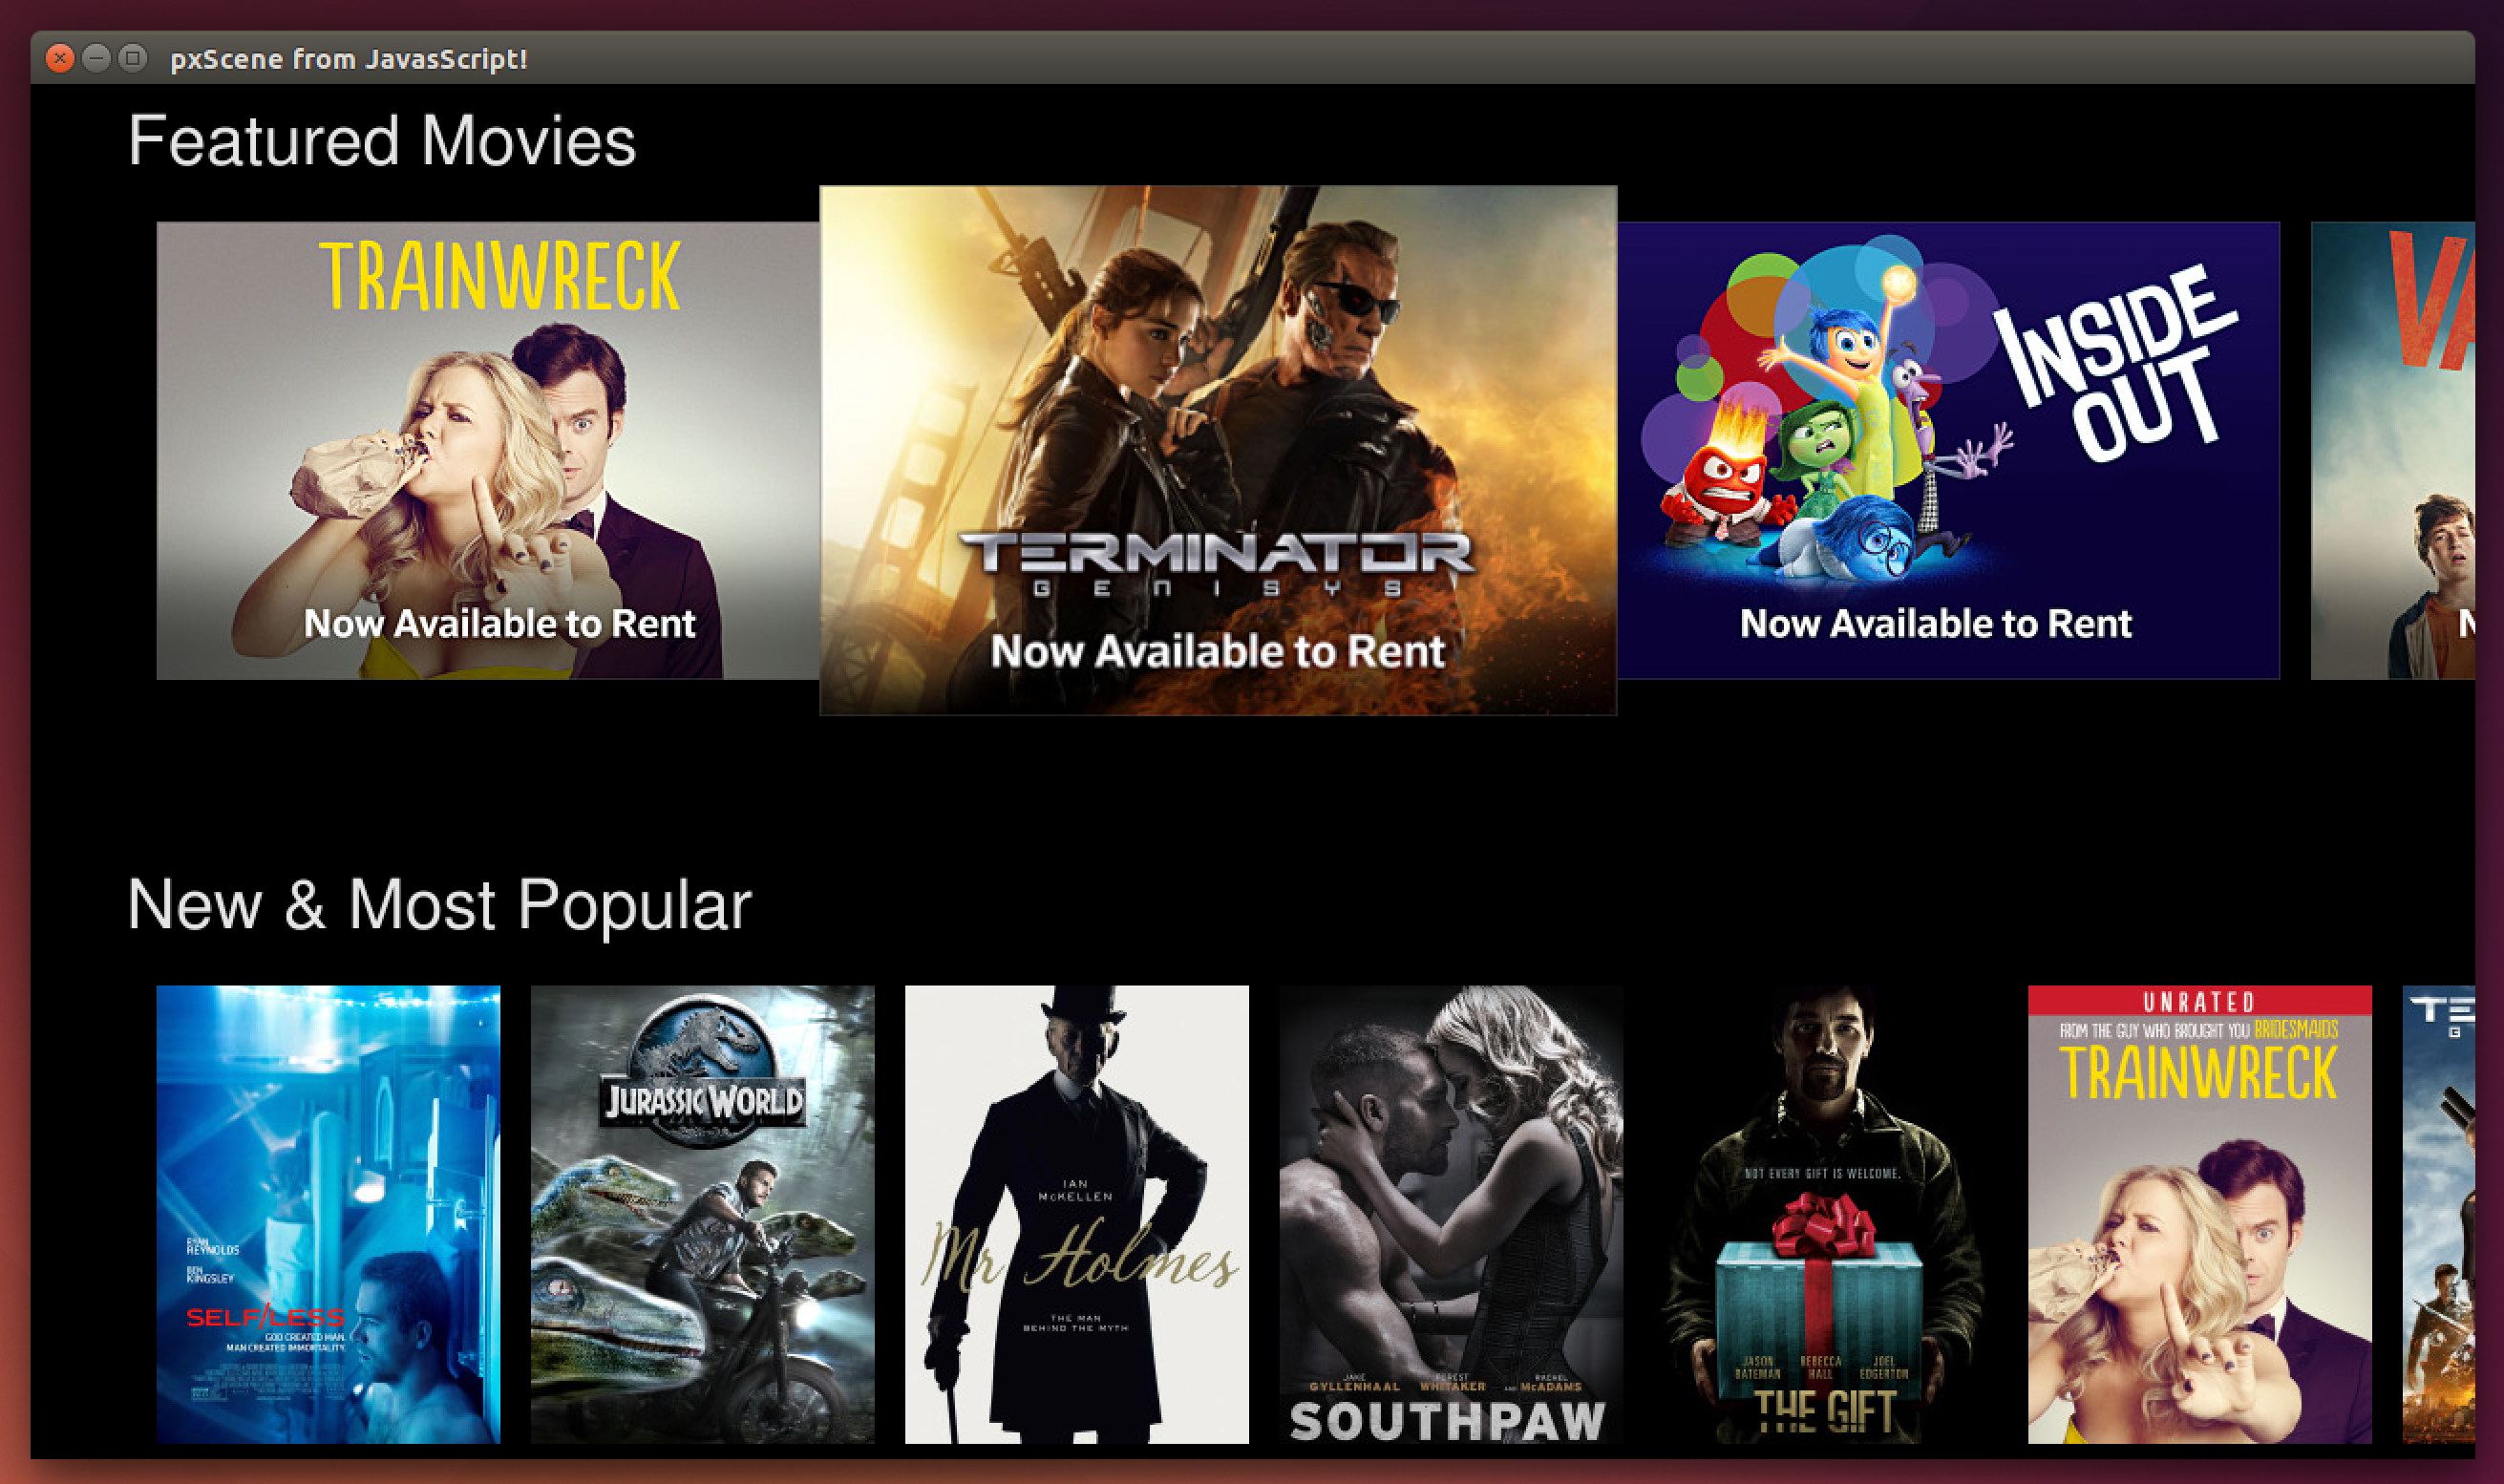 pxScene from JavasScript!
Featured Movies
TRAINWRECK
Now Available to Rent
TERMINATOR
GENISYS
Now Available to Rent
INSIDE
OUT
Now Available to Rent
VA
N
New & Most Popular
RYAN
REYNOLDS
BEN
KINGSLEY
SELF/LESS
GOD CREATED MAN.
MAN CREATED IMMORTALITY.
JURASSIC WORLD
IAN
McKELLEN
Mr Holmes
THE MAN
BEHIND THE MYTH
JAKE GYLLENHAAL FOREST WHITAKER AND RACHEL McADAMS
SOUTHPAW
NOT EVERY GIFT IS WELCOME.
JASON BATEMAN REBECCA HALL JOEL EDGERTON
THE GIFT
UNRATED
FROM THE GUY WHO BROUGHT YOU BRIDESMAIDS
TRAINWRECK
TE
G